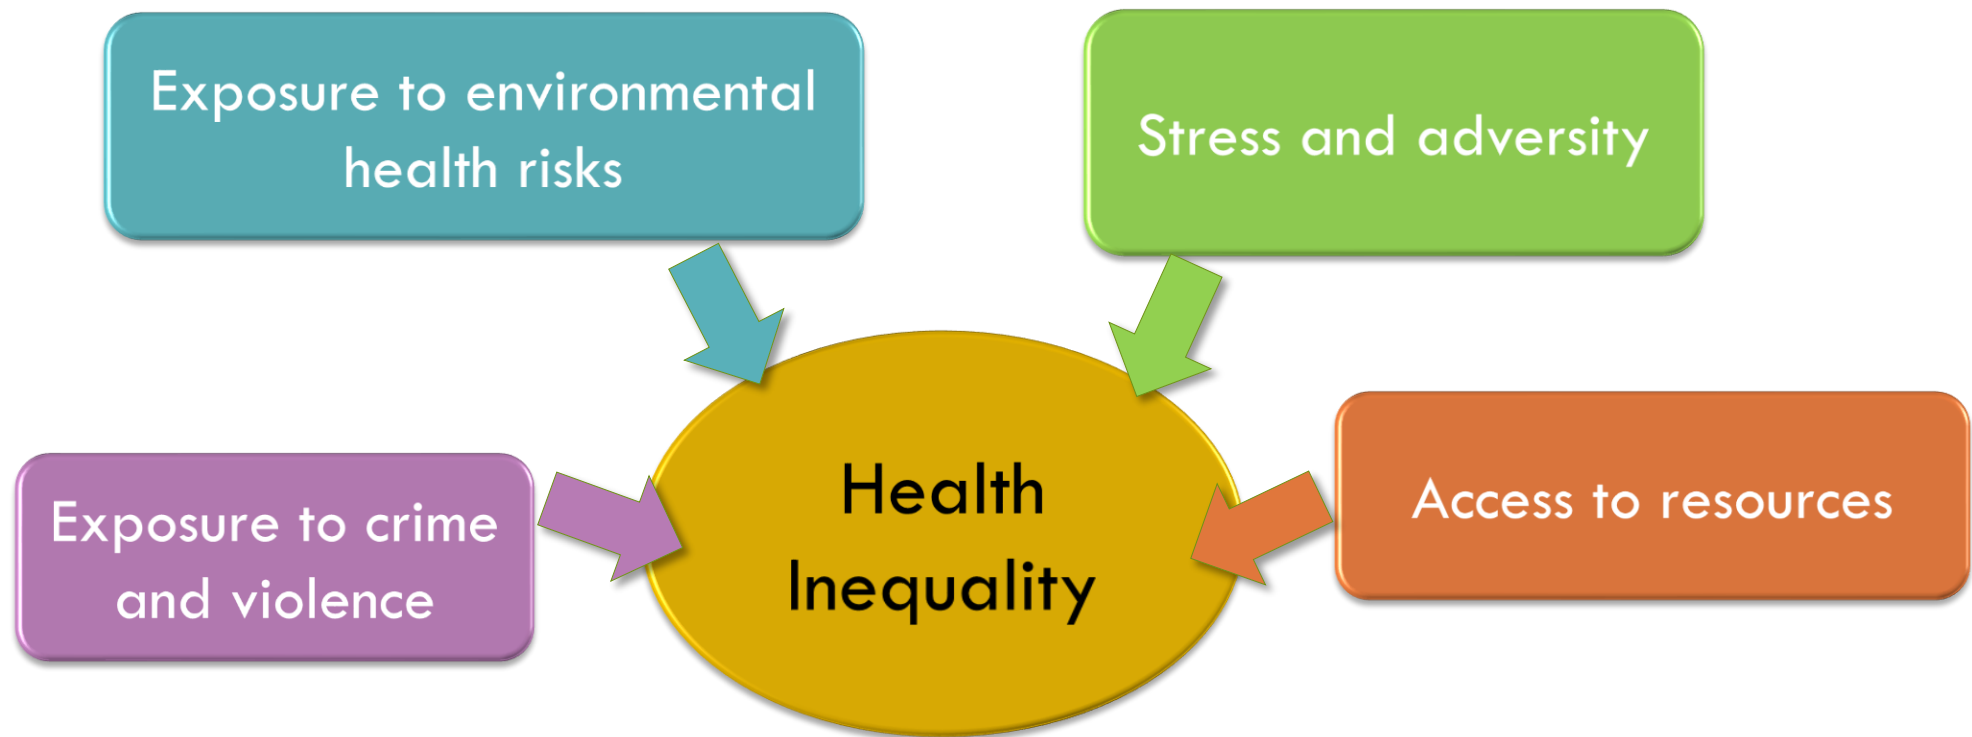 Exposure to environmental
health risks
Stress and adversity
Exposure to crime
and violence
Health
Inequality
Access to resources